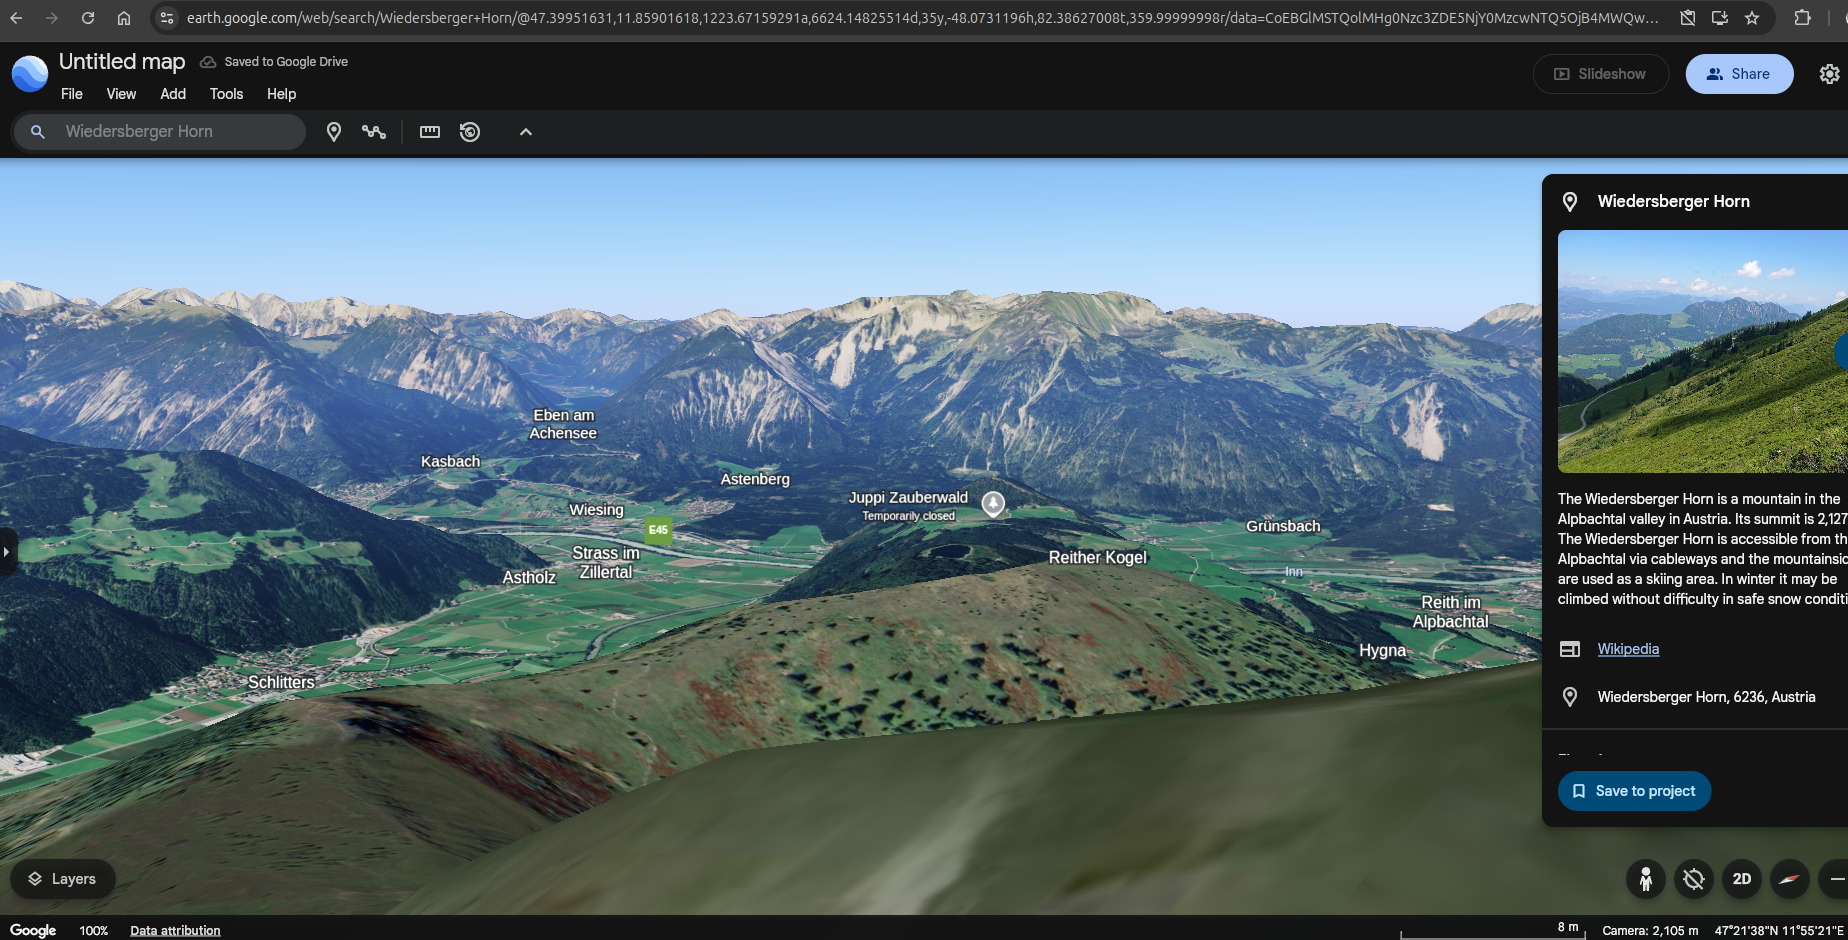 earth.google.com/web/search/Wiedersberger+Horn/@47.39951631,11.85901618,1223.67159291a,6624.14825514d,35y,-48.0731196h,82.38627008t,359.99999998r/data=CoEBGlMSTQolMHg0Nzc3ZDE5NjY0MzcwNTQ5OjB4MWQw...
Untitled map
Saved to Google Drive
File View Add Tools Help
Slideshow
Share
Wiedersberger Horn
Wiedersberger Horn
Eben am
Achensee
Kasbach
Astenberg
Juppi Zauberwald
Temporarily closed
Wiesing
E45
Grünsbach
Strass im
Zillertal
Reither Kogel
Astholz
Inn
Reith im
Alpbachtal
Hygna
Schlitters
The Wiedersberger Horn is a mountain in the
Alpbachtal valley in Austria. Its summit is 2,127
The Wiedersberger Horn is accessible from th
Alpbachtal via cableways and the mountainsid
are used as a skiing area. In winter it may be
climbed without difficulty in safe snow conditi
Wikipedia
Wiedersberger Horn, 6236, Austria
Save to project
Layers
2D
Google 100% Data attribution
8 m
Camera: 2,105 m 47°21'38"N 11°55'21"E